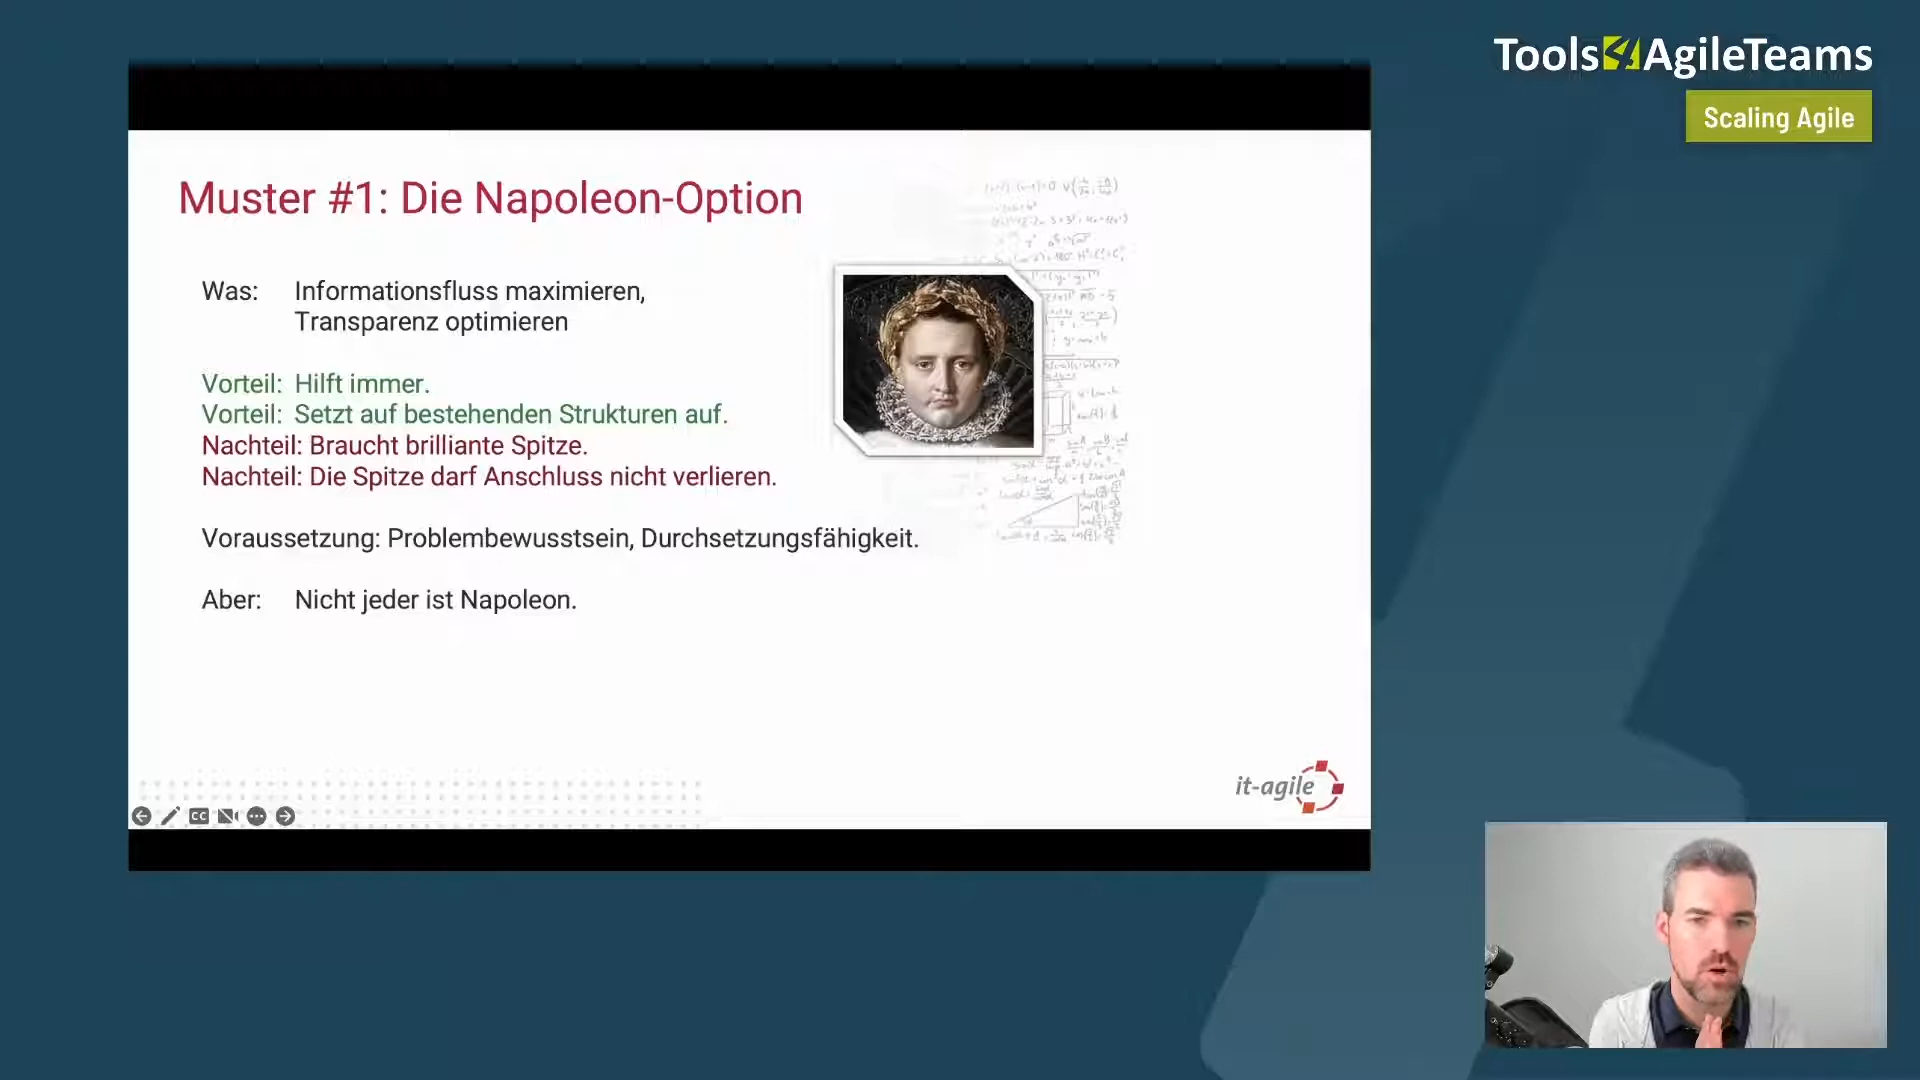 Tools4AgileTeams
Scaling Agile
Muster #1: Die Napoleon-Option
Was: Informationsfluss maximieren,
Transparenz optimieren
Vorteil: Hilft immer.
Vorteil: Setzt auf bestehenden Strukturen auf.
Nachteil: Braucht brilliante Spitze.
Nachteil: Die Spitze darf Anschluss nicht verlieren.
Voraussetzung: Problembewusstsein, Durchsetzungsfähigkeit.
Aber: Nicht jeder ist Napoleon.
it-agile
CC